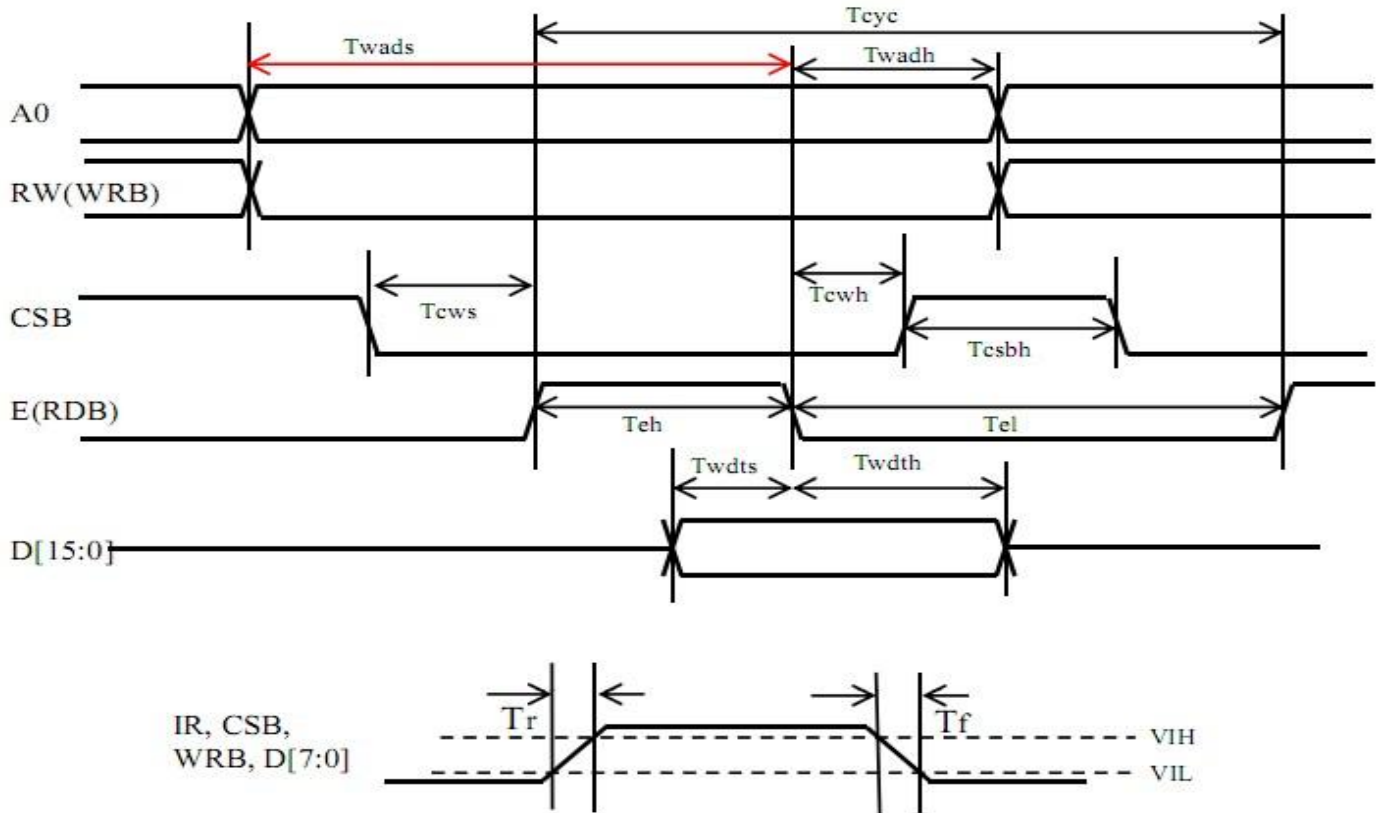 Tcyc
Twads
Twadh
A0
RW(WRB)
Tcws
Tcwh
CSB
Tcsbh
E(RDB)
Teh
Tel
Twdts
Twdth
D[15:0]
Tr
Tf
IR, CSB,
WRB, D[7:0]
VIH
VIL